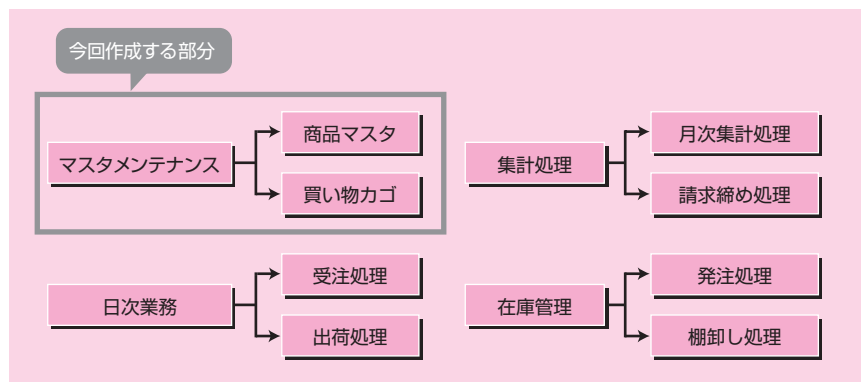 今回作成する部分
マスタメンテナンス
商品マスタ
買い物カゴ
集計処理
月次集計処理
請求締め処理
日次業務
受注処理
出荷処理
在庫管理
発注処理
棚卸し処理